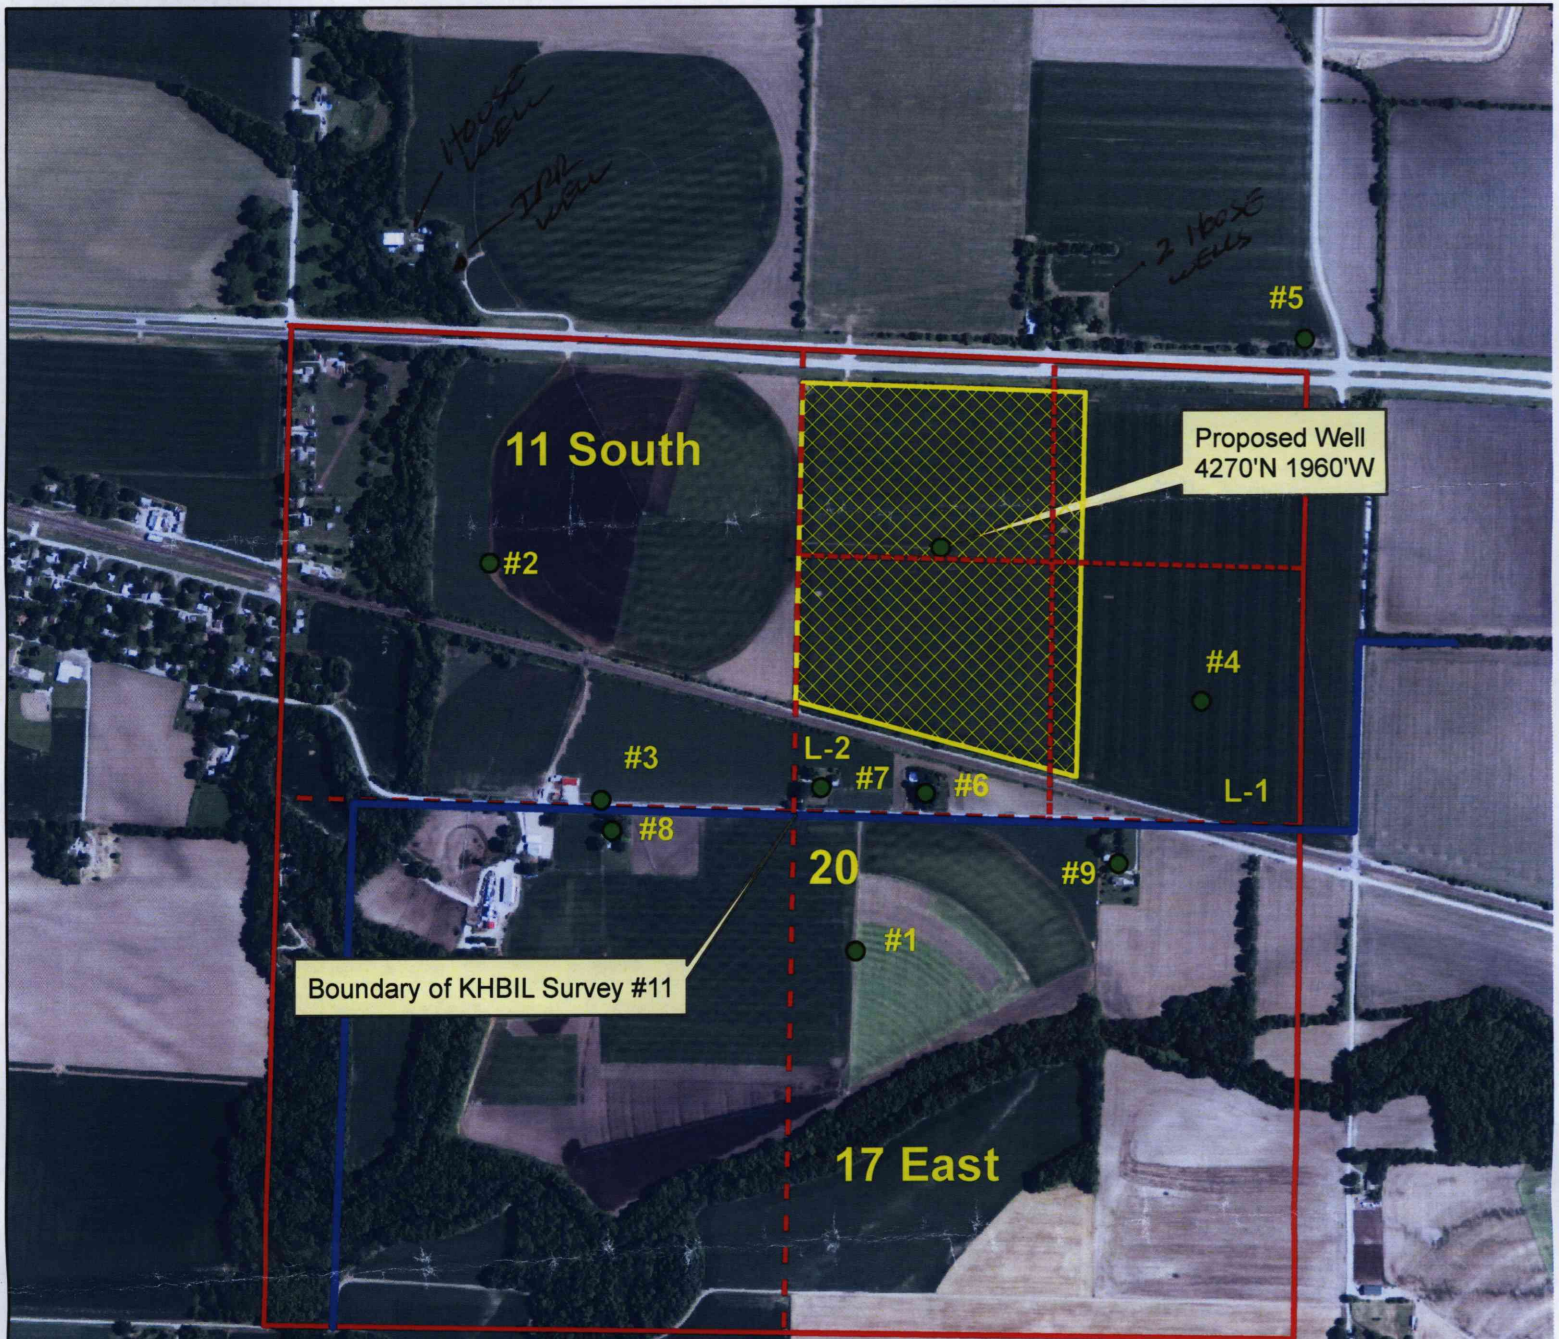 HOUSE
WELL
IRR
WELL
2 HOUSE
WELLS
#5
11 South
Proposed Well
4270'N 1960'W
#2
#4
#3
L-2
#7
#6
L-1
#8
20
#9
#1
Boundary of KHBIL Survey #11
17 East